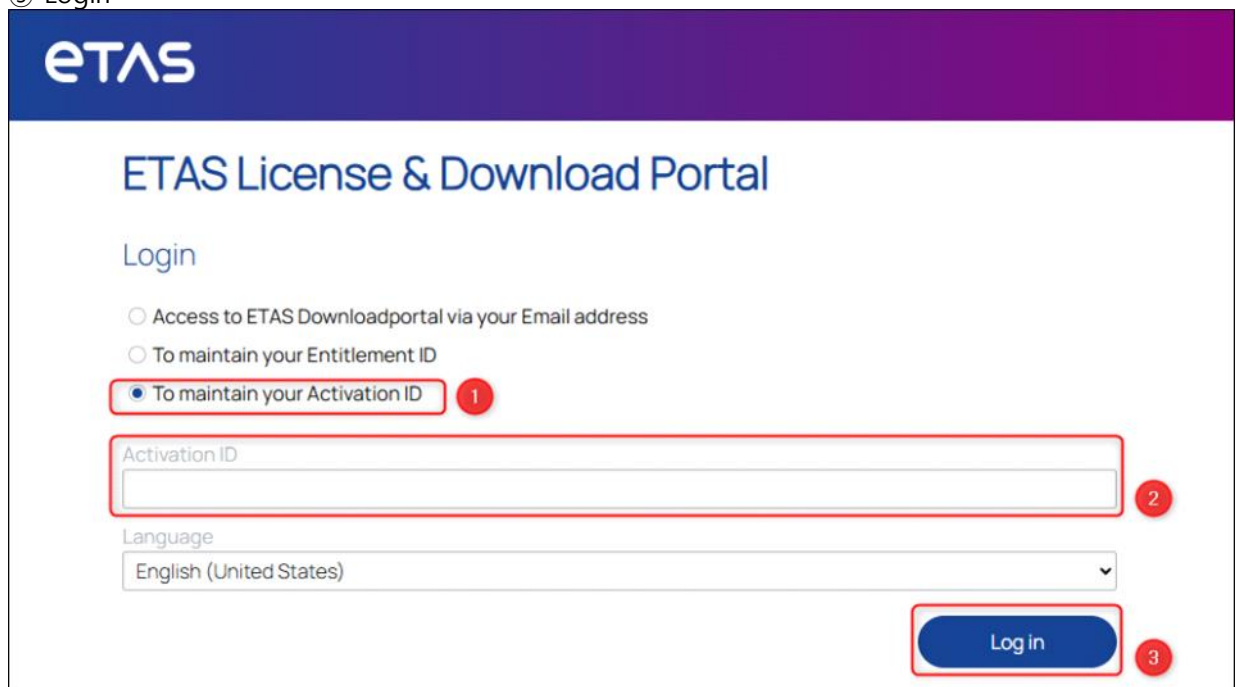 Login
eTAS
ETAS License & Download Portal
Login
Access to ETAS Downloadportal via your Email address
To maintain your Entitlement ID
To maintain your Activation ID
1
Activation ID
2
Language
English (United States)
Log in
3